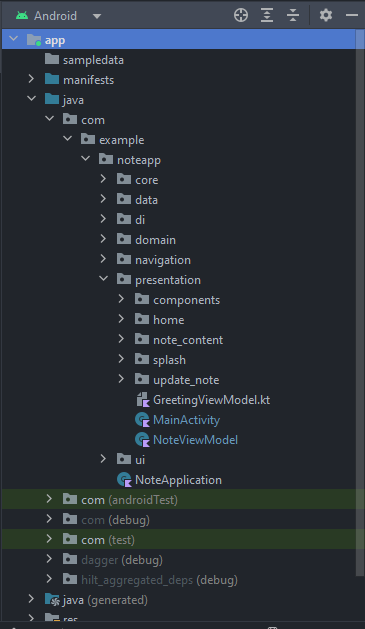 Android
app
sampledata
manifests
java
com
example
noteapp
core
data
di
domain
navigation
presentation
components
home
note_content
splash
update_note
GreetingViewModel.kt
MainActivity
NoteViewModel
ui
NoteApplication
com (androidTest)
com (debug)
com (test)
dagger (debug)
hilt_aggregated_deps (debug)
java (generated)
res